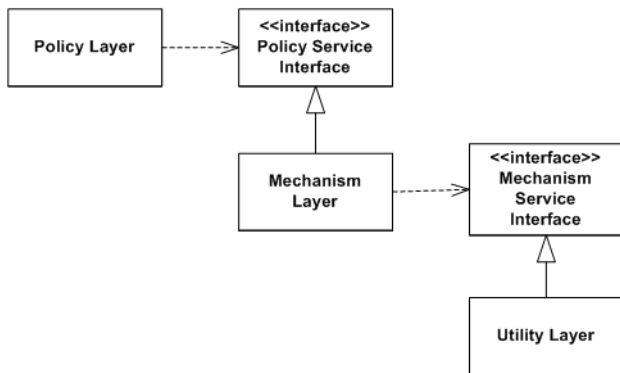 Policy Layer
<<interface>>
Policy Service
Interface
Mechanism
Layer
<<interface>>
Mechanism
Service
Interface
Utility Layer